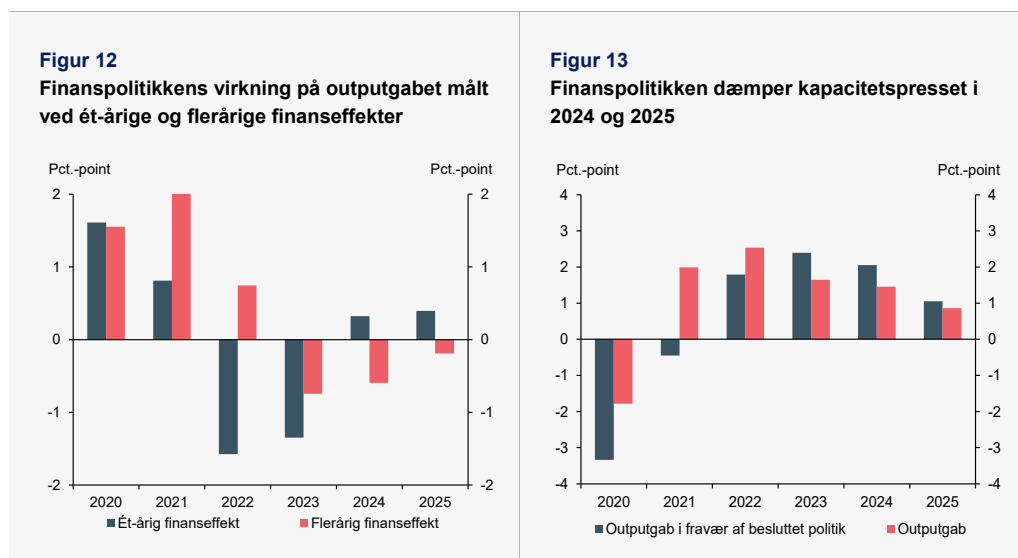 Figur 12
Finanspolitikkens virkning på outputgabet målt
ved ét-årige og flerårige finanseffekter
Pct.-point
Pct.-point
2
2
1
1
0
0
-1
-1
-2
-2
2020 2021 2022 2023 2024 2025
Ét-årig finanseffekt
Flerårig finanseffekt
Figur 13
Finanspolitikken dæmper kapacitetspresset i
2024 og 2025
Pct.-point
Pct.-point
4
4
3
3
2
2
1
1
0
0
-1
-1
-2
-2
-3
-3
-4
-4
2020 2021 2022 2023 2024 2025
Outputgab i fravær af besluttet politik
Outputgab